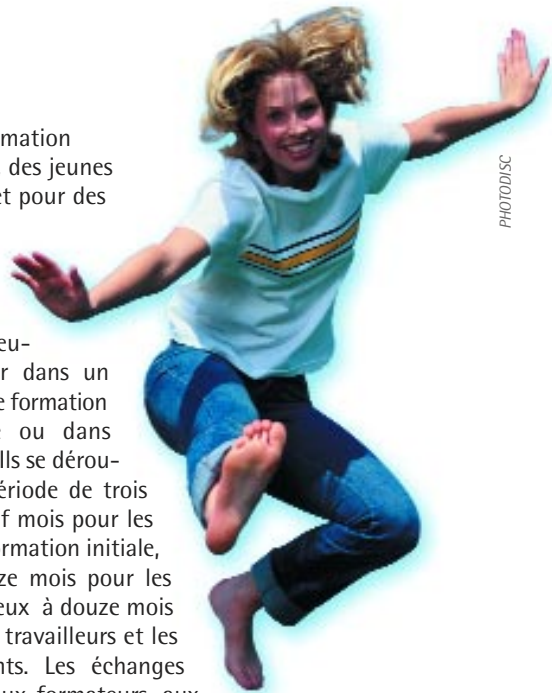 mation
des jeunes
et pour des
PHOTODISC
eu-
r dans un
e formation
ou dans
Ils se dérou-
ériode de trois
f mois pour les
rmation initiale,
ze mois pour les
eux à douze mois
travailleurs et les
nts. Les échanges